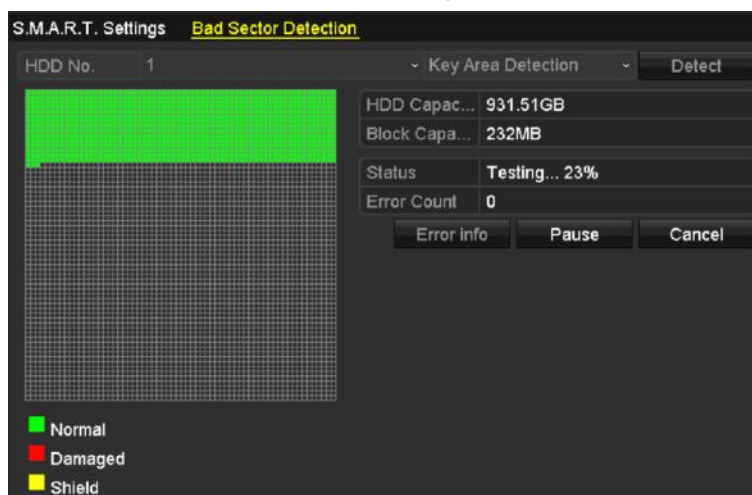 S.M.A.R.T. Settings Bad Sector Detection
HDD No. 1 Key Area Detection Detect
HDD Capac... 931.51GB
Block Capa... 232MB
Status Testing... 23%
Error Count 0
Error info Pause Cancel
Normal
Damaged
Shield